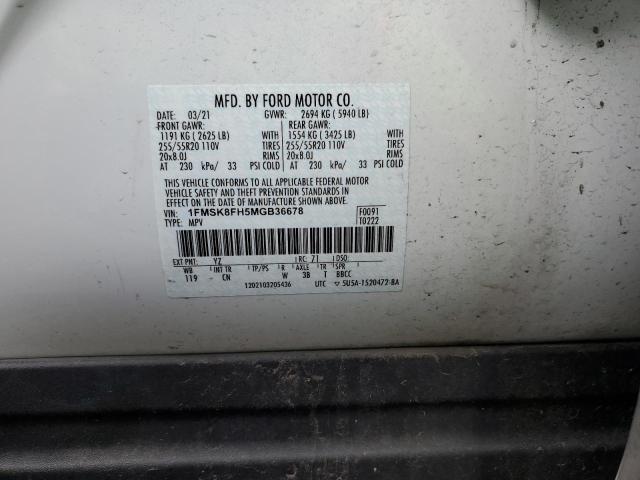 MFD. BY FORD MOTOR CO.
DATE: 03/21 GVWR: 2694 KG ( 5940 LB)
FRONT GAWR: REAR GAWR:
1191 KG ( 2625 LB) WITH 1554 KG ( 3425 LB) WITH
255/55R20 110V TIRES 255/55R20 110V TIRES
20x8.0J RIMS 20x8.0J RIMS
AT 230 kPa/ 33 PSI COLD AT 230 kPa/ 33 PSI COLD
THIS VEHICLE CONFORMS TO ALL APPLICABLE FEDERAL MOTOR
VEHICLE SAFETY AND THEFT PREVENTION STANDARDS IN
EFFECT ON THE DATE OF MANUFACTURE SHOWN ABOVE.
VIN: 1FMSK8FH5MGB36678 F0091
TYPE: MPV T0222
EXT PNT: YZ RC: 71 DSO:
WB INT TR TP/PS R AXLE TR SPR
119 CN W 3B T BBCC
1202103205436 UTC 5U5A-1520472-BA